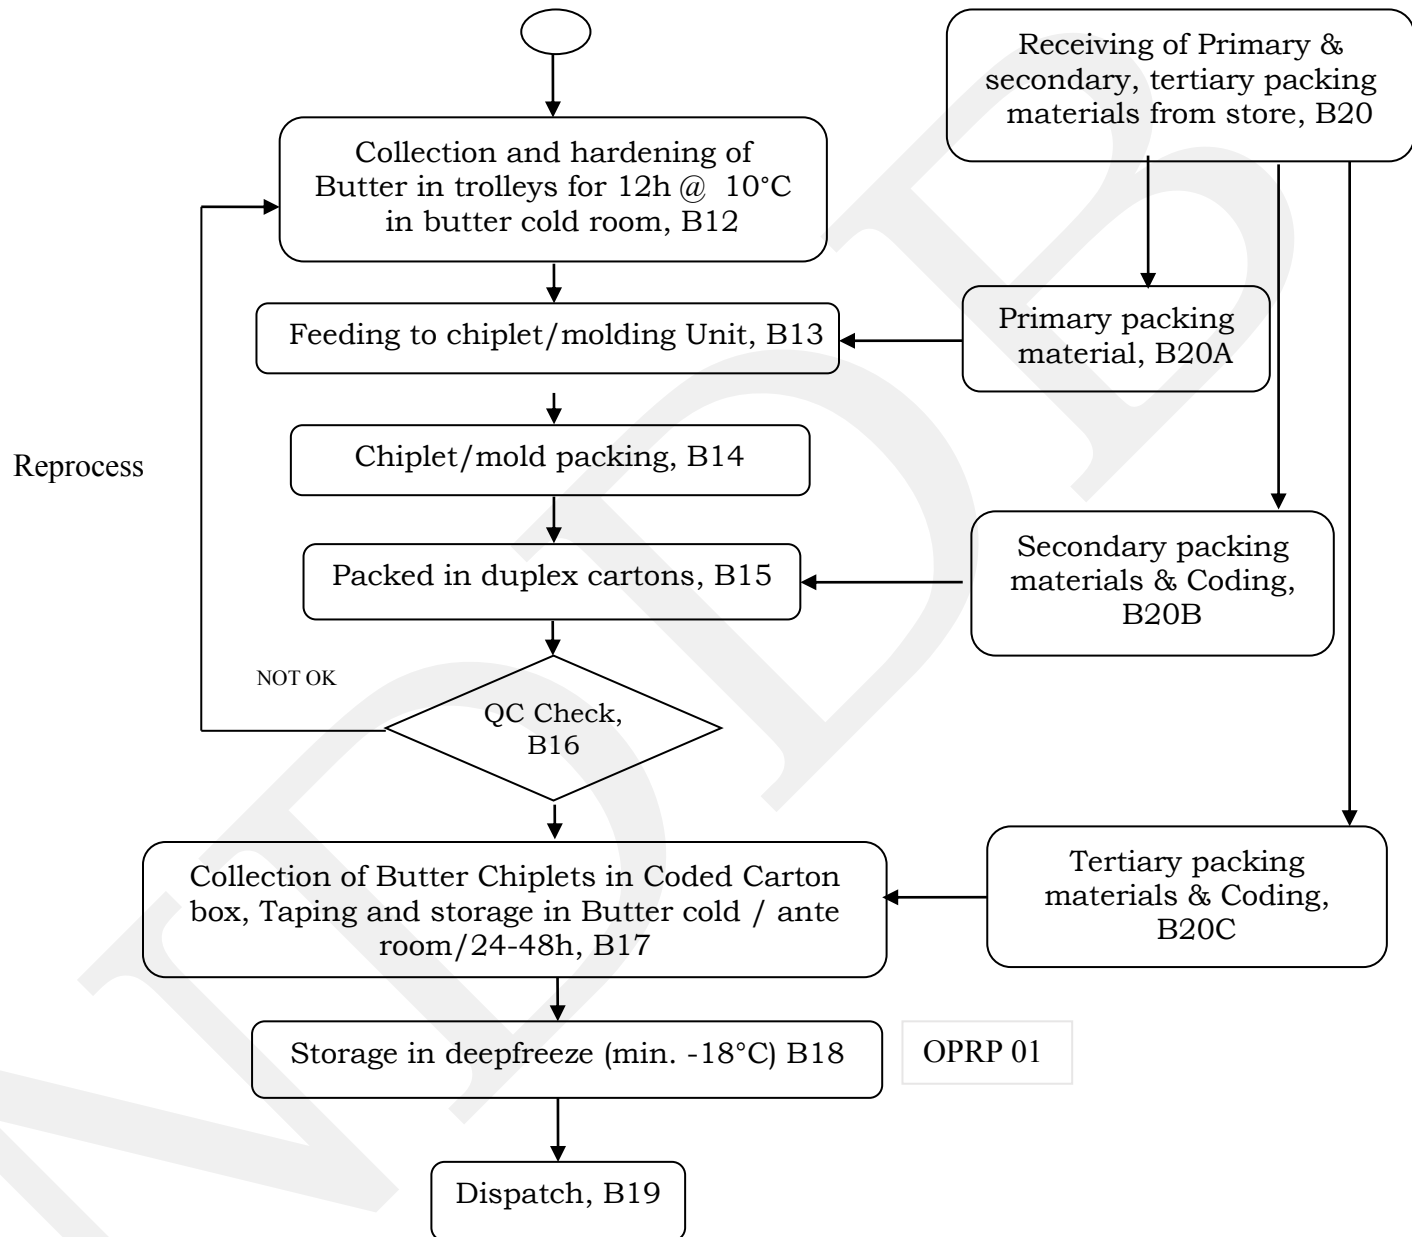 Receiving of Primary &
secondary, tertiary packing
materials from store, B20
Collection and hardening of
Butter in trolleys for 12h @ 10°C
in butter cold room, B12
Feeding to chiplet/molding Unit, B13
Primary packing
material, B20A
Reprocess
Chiplet/mold packing, B14
Packed in duplex cartons, B15
Secondary packing
materials & Coding,
B20B
NOT OK
QC Check,
B16
Collection of Butter Chiplets in Coded Carton
box, Taping and storage in Butter cold / ante
room/24-48h, B17
Tertiary packing
materials & Coding,
B20C
Storage in deepfreeze (min. -18°C) B18
OPRP 01
Dispatch, B19
NDDB